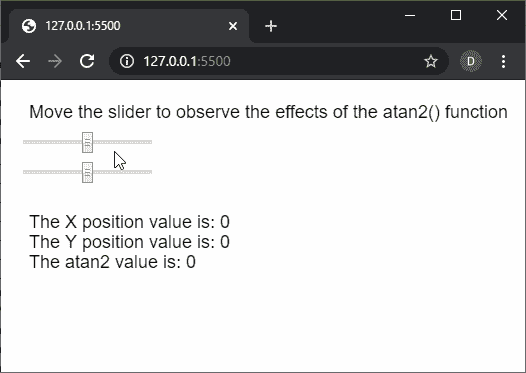 127.0.0.1:5500
127.0.0.1:5500
D
Move the slider to observe the effects of the atan2() function
The X position value is: 0
The Y position value is: 0
The atan2 value is: 0